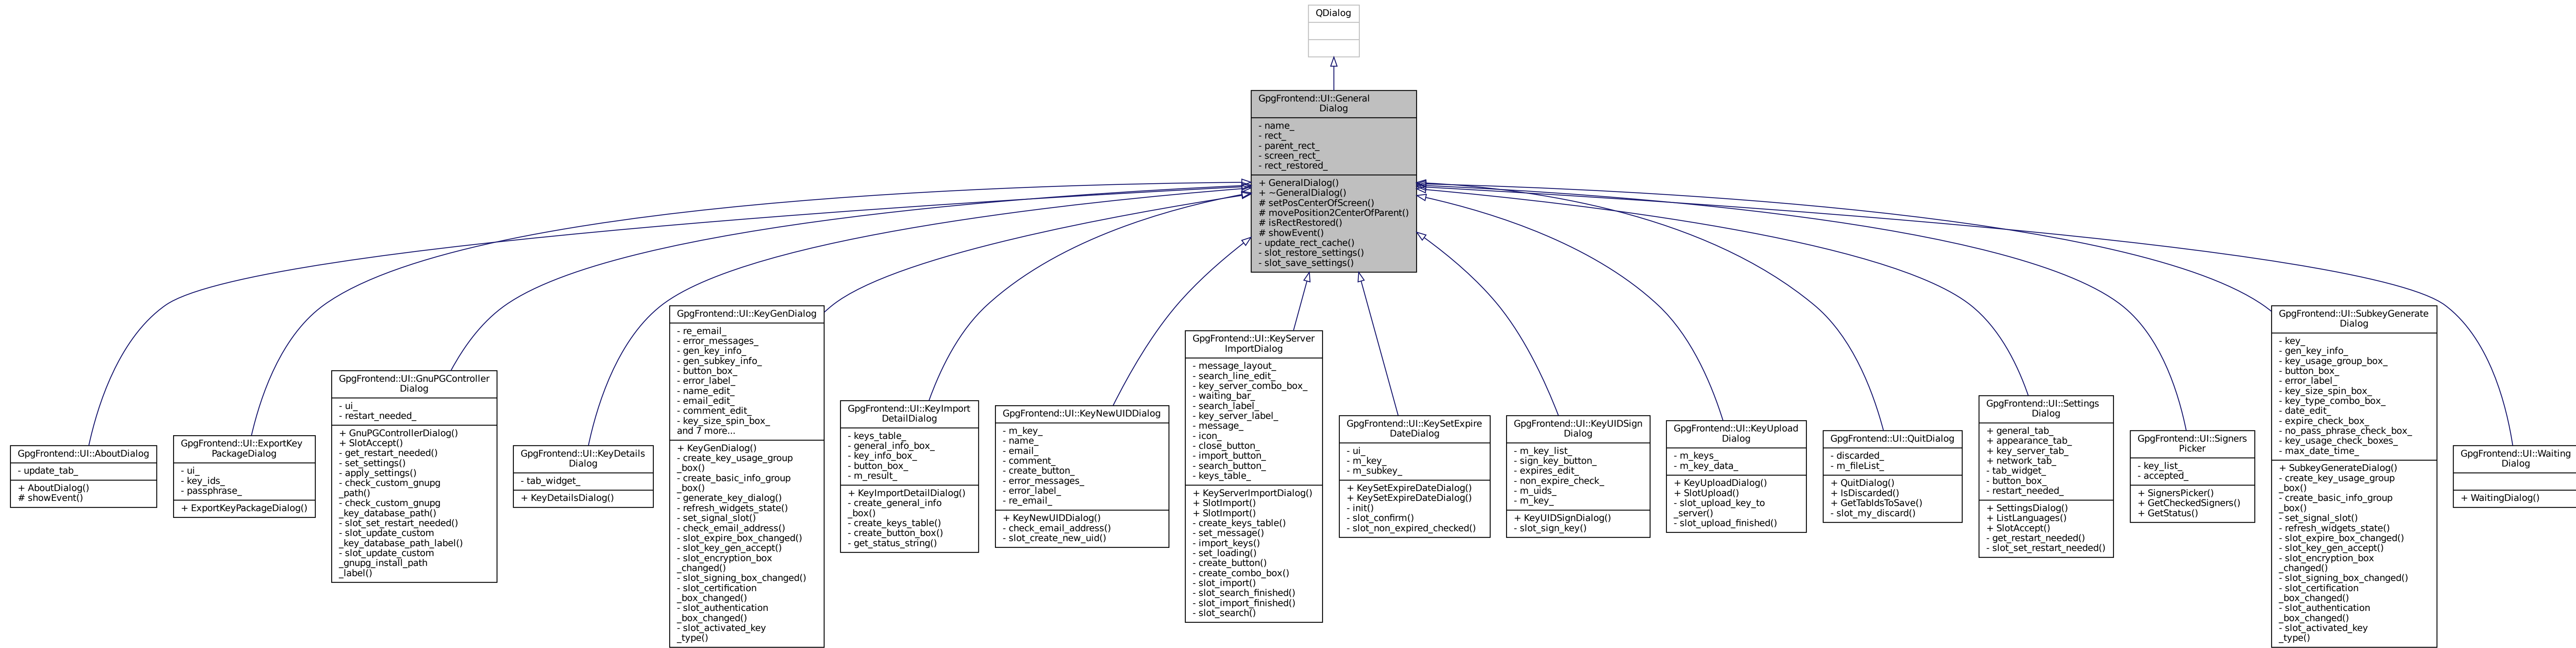 QDialog
GpgFrontend::UI::General
Dialog
- name_
- rect_
- parent_rect_
- screen_rect_
- rect_restored_
+ GeneralDialog()
+ ~GeneralDialog()
# setPosCenterOfScreen()
# movePosition2CenterOfParent()
# isRectRestored()
# showEvent()
- update_rect_cache()
- slot_restore_settings()
- slot_save_settings()
GpgFrontend::UI::AboutDialog
- update_tab_
+ AboutDialog()
# showEvent()
GpgFrontend::UI::ExportKey
PackageDialog
- ui_
- key_ids_
- passphrase_
+ ExportKeyPackageDialog()
GpgFrontend::UI::GnuPGController
Dialog
- ui_
- restart_needed_
+ GnuPGControllerDialog()
+ SlotAccept()
- get_restart_needed()
- set_settings()
- apply_settings()
- check_custom_gnupg
_path()
- check_custom_gnupg
_key_database_path()
- slot_set_restart_needed()
- slot_update_custom
_key_database_path_label()
- slot_update_custom
_gnupg_install_path
_label()
GpgFrontend::UI::KeyDetails
Dialog
- tab_widget_
+ KeyDetailsDialog()
GpgFrontend::UI::KeyGenDialog
- re_email_
- error_messages_
- gen_key_info_
- gen_subkey_info_
- button_box_
- error_label_
- name_edit_
- email_edit_
- comment_edit_
- key_size_spin_box_
and 7 more...
+ KeyGenDialog()
- create_key_usage_group
_box()
- create_basic_info_group
_box()
- generate_key_dialog()
- refresh_widgets_state()
- set_signal_slot()
- check_email_address()
- slot_expire_box_changed()
- slot_key_gen_accept()
- slot_encryption_box
_changed()
- slot_signing_box_changed()
- slot_certification
_box_changed()
- slot_authentication
_box_changed()
- slot_activated_key
_type()
GpgFrontend::UI::KeyImport
DetailDialog
- keys_table_
- general_info_box_
- key_info_box_
- button_box_
- m_result_
+ KeyImportDetailDialog()
- create_general_info
_box()
- create_keys_table()
- create_button_box()
- get_status_string()
GpgFrontend::UI::KeyNewUIDDialog
- m_key_
- name_
- email_
- comment_
- create_button_
- error_messages_
- error_label_
- re_email_
+ KeyNewUIDDialog()
- check_email_address()
- slot_create_new_uid()
GpgFrontend::UI::KeyServer
ImportDialog
- message_layout_
- search_line_edit_
- key_server_combo_box_
- waiting_bar_
- search_label_
- key_server_label_
- message_
- icon_
- close_button_
- import_button_
- search_button_
- keys_table_
+ KeyServerImportDialog()
+ SlotImport()
+ SlotImport()
- create_keys_table()
- set_message()
- import_keys()
- set_loading()
- create_button()
- create_combo_box()
- slot_import()
- slot_search_finished()
- slot_import_finished()
- slot_search()
GpgFrontend::UI::KeySetExpire
DateDialog
- ui_
- m_key_
- m_subkey_
+ KeySetExpireDateDialog()
+ KeySetExpireDateDialog()
- init()
- slot_confirm()
- slot_non_expired_checked()
GpgFrontend::UI::KeyUIDSign
Dialog
- m_key_list_
- sign_key_button_
- expires_edit_
- non_expire_check_
- m_uids_
- m_key_
+ KeyUIDSignDialog()
- slot_sign_key()
GpgFrontend::UI::KeyUpload
Dialog
- m_keys_
- m_key_data_
+ KeyUploadDialog()
+ SlotUpload()
- slot_upload_key_to
_server()
- slot_upload_finished()
GpgFrontend::UI::QuitDialog
- discarded_
- m_fileList_
+ QuitDialog()
+ IsDiscarded()
+ GetTabIdsToSave()
- slot_my_discard()
GpgFrontend::UI::Settings
Dialog
+ general_tab_
+ appearance_tab_
+ key_server_tab_
+ network_tab_
- tab_widget_
- button_box_
- restart_needed_
+ SettingsDialog()
+ ListLanguages()
+ SlotAccept()
- get_restart_needed()
- slot_set_restart_needed()
GpgFrontend::UI::Signers
Picker
- key_list_
- accepted_
+ SignersPicker()
+ GetCheckedSigners()
+ GetStatus()
GpgFrontend::UI::SubkeyGenerate
Dialog
- key_
- gen_key_info_
- key_usage_group_box_
- button_box_
- error_label_
- key_size_spin_box_
- key_type_combo_box_
- date_edit_
- expire_check_box_
- no_pass_phrase_check_box_
- key_usage_check_boxes_
- max_date_time_
+ SubkeyGenerateDialog()
- create_key_usage_group
_box()
- create_basic_info_group
_box()
- set_signal_slot()
- refresh_widgets_state()
- slot_expire_box_changed()
- slot_key_gen_accept()
- slot_encryption_box
_changed()
- slot_signing_box_changed()
- slot_certification
_box_changed()
- slot_authentication
_box_changed()
- slot_activated_key
_type()
GpgFrontend::UI::Waiting
Dialog
+ WaitingDialog()